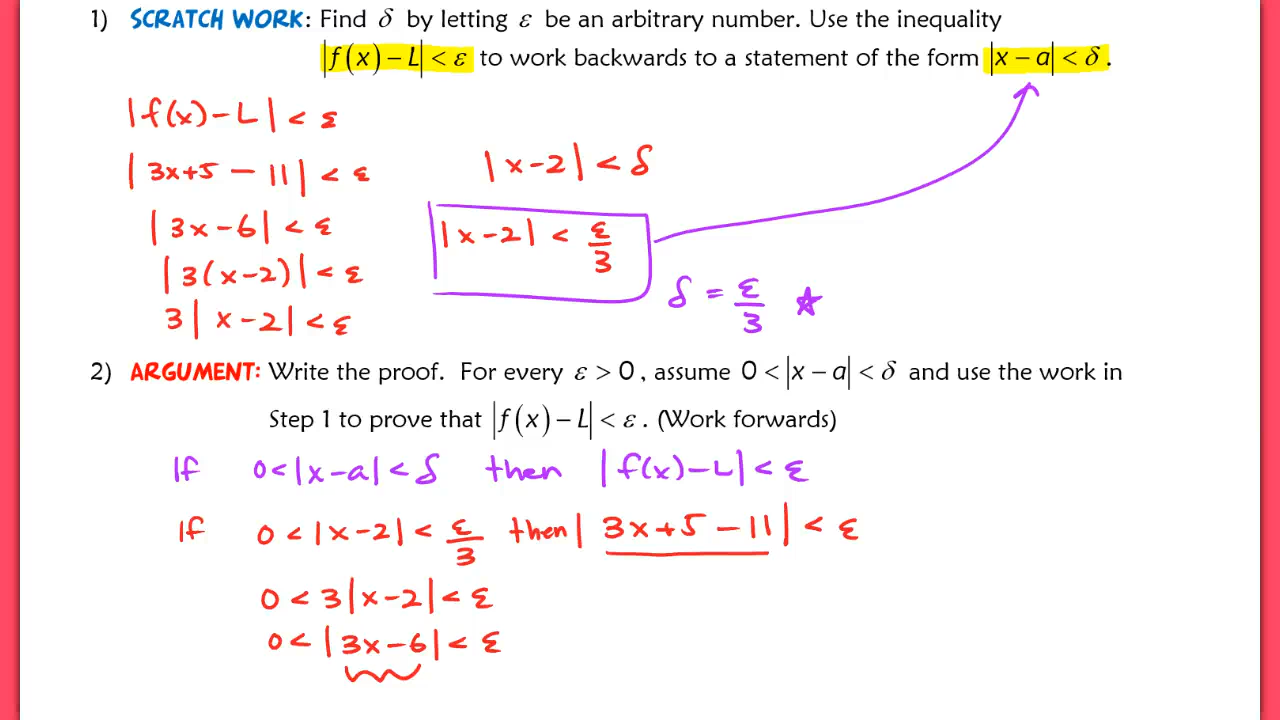 1) SCRATCH WORK: Find δ by letting ε be an arbitrary number. Use the inequality
|f(x) – L| < ε to work backwards to a statement of the form |x – a| < δ.
|f(x) – L| < ε
|3x+5 – 11| < ε
|3x – 6| < ε
|3(x – 2)| < ε
3|x – 2| < ε
|x – 2| < δ
|x – 2| < ε/3
δ = ε/3 ☆
2) ARGUMENT: Write the proof. For every ε > 0, assume 0 < |x – a| < δ and use the work in
Step 1 to prove that |f(x) – L| < ε. (Work forwards)
If 0 < |x – a| < δ then |f(x) – L| < ε
If 0 < |x – 2| < ε/3 then |3x + 5 – 11| < ε
0 < 3|x – 2| < ε
0 < |3x – 6| < ε